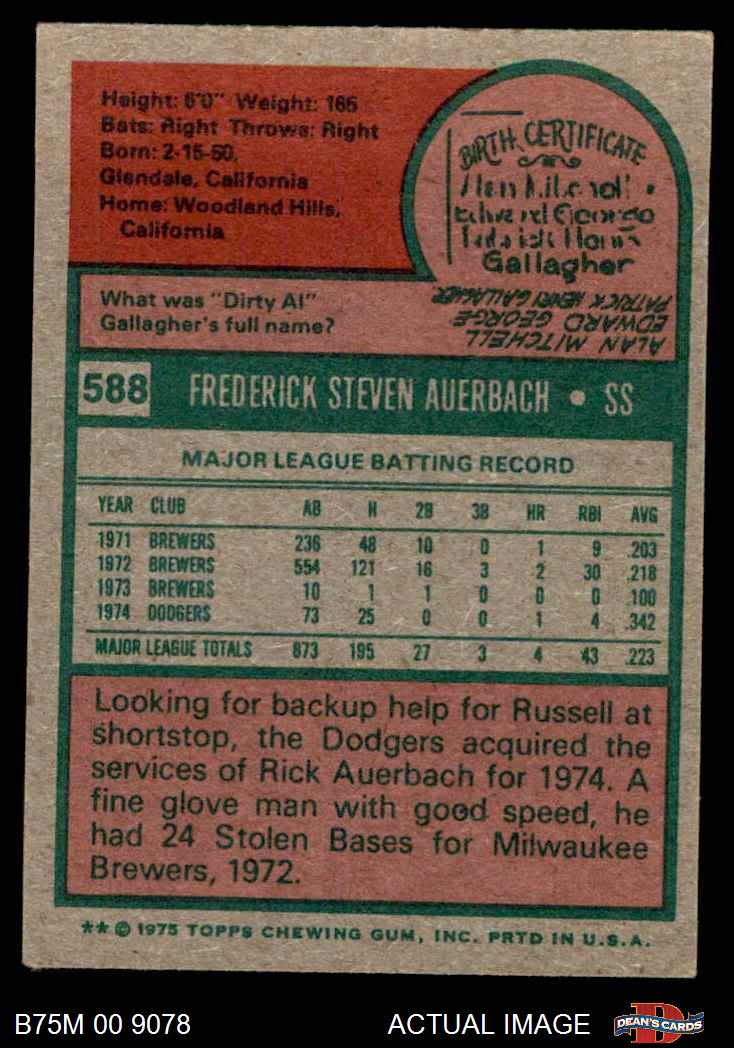 Height: 6'0" Weight: 165
Bats: Right Throws: Right
Born: 2-15-50,
Glendale, California
Home: Woodland Hills,
California
BIRTH CERTIFICATE
Gallagher
What was "Dirty Al"
Gallagher's full name?
ALAN MITCHELL
EDWARD GEORGE
PATRICK HENRY GALLAGHER
588 FREDERICK STEVEN AUERBACH • SS
MAJOR LEAGUE BATTING RECORD
YEAR CLUB AB H 2B 3B HR RBI AVG
1971 BREWERS 236 48 10 0 1 9 .203
1972 BREWERS 554 121 16 3 2 30 .218
1973 BREWERS 10 1 1 0 0 0 .100
1974 DODGERS 73 25 0 0 1 4 .342
MAJOR LEAGUE TOTALS 873 195 27 3 4 43 .223
Looking for backup help for Russell at
shortstop, the Dodgers acquired the
services of Rick Auerbach for 1974. A
fine glove man with good speed, he
had 24 Stolen Bases for Milwaukee
Brewers, 1972.
** © 1975 TOPPS CHEWING GUM, INC. PRTD IN U.S.A.
B75M 00 9078 ACTUAL IMAGE DEAN'S CARDS